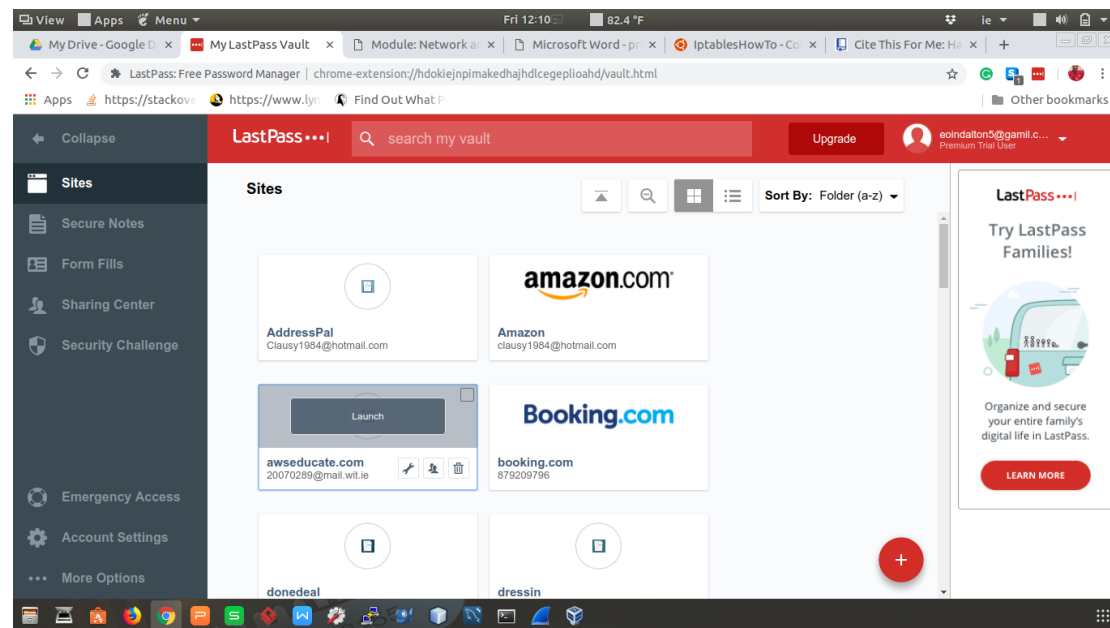 View Apps Menu Fri 12:10 82.4 °F ie
My Drive - Google D My LastPass Vault Module: Network ar Microsoft Word - pr IptablesHowTo - Co Cite This For Me: Ha
LastPass: Free Password Manager | chrome-extension://hdokiejnpimakedhajhdlcegeplioahd/vault.html
Apps https://stackove https://www.lyn Find Out What P Other bookmarks
Collapse LastPass search my vault Upgrade eoindalton5@gamil.c...
Premium Trial User
Sites
Secure Notes
Form Fills
Sharing Center
Security Challenge
Emergency Access
Account Settings
More Options
Sites Sort By: Folder (a-z)
AddressPal
Clausy1984@hotmail.com
amazon.com
Amazon
clausy1984@hotmail.com
Launch
awseducate.com
20070289@mail.wit.ie
Booking.com
booking.com
879209796
donedeal
dressin
LastPass
Try LastPass
Families!
Organize and secure
your entire family's
digital life in LastPass.
LEARN MORE